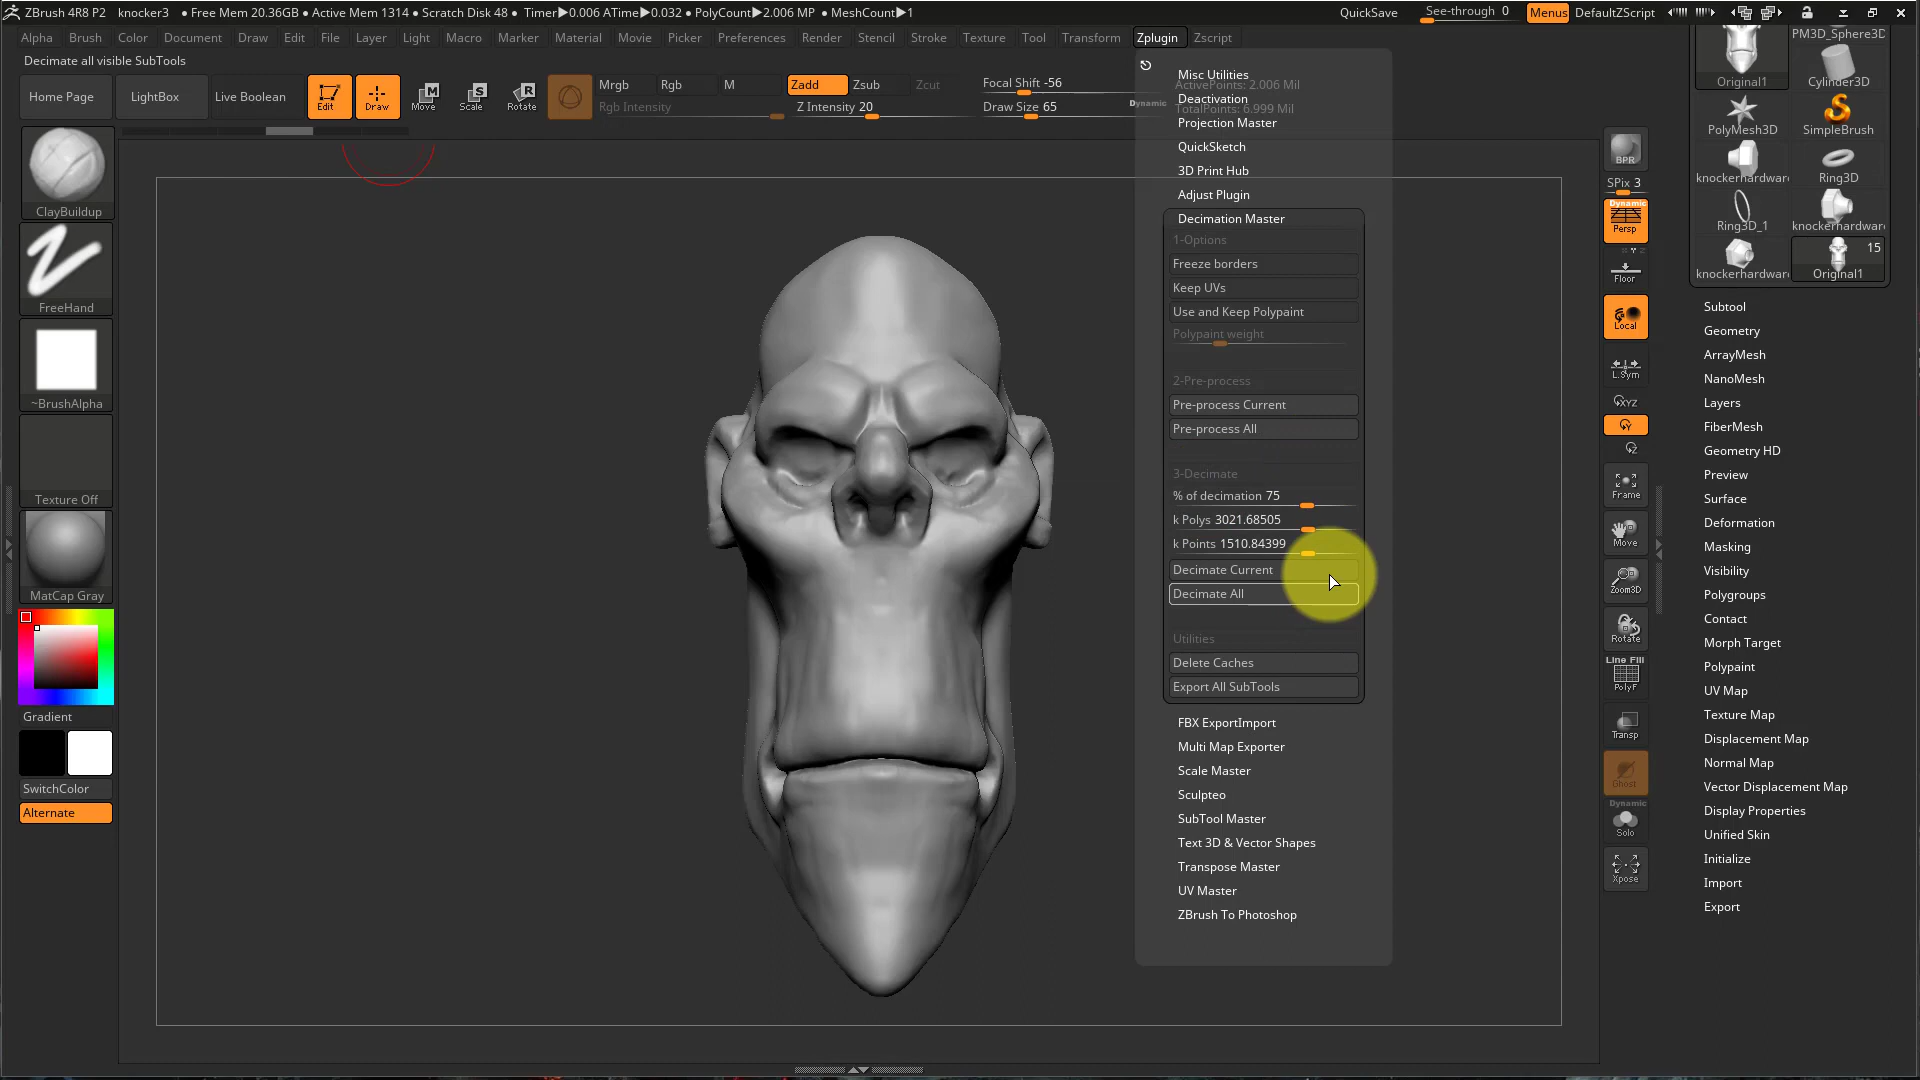 ZBrush 4R8 P2 knocker3 • Free Mem 20.36GB • Active Mem 1314 • Scratch Disk 48 • Timer▶0.006 ATime▶0.032 • PolyCount▶2.006 MP • MeshCount▶1 QuickSave See-through 0 Menus DefaultZScript
Alpha Brush Color Document Draw Edit File Layer Light Macro Marker Material Movie Picker Preferences Render Stencil Stroke Texture Tool Transform Zplugin Zscript
Decimate all visible SubTools
Home Page LightBox Live Boolean Edit Draw Move Scale Rotate
Mrgb Rgb M Zadd Zsub Zcut Focal Shift -56
Rgb Intensity Z Intensity 20 Draw Size 65 Dynamic
ActivePoints: 2.006 Mil
TotalPoints: 6.999 Mil
ClayBuildup
FreeHand
~BrushAlpha
Texture Off
MatCap Gray
Gradient
SwitchColor
Alternate
Misc Utilities
Deactivation
Projection Master
QuickSketch
3D Print Hub
Adjust Plugin
Decimation Master
1-Options
Freeze borders
Keep UVs
Use and Keep Polypaint
Polypaint weight
2-Pre-process
Pre-process Current
Pre-process All
3-Decimate
% of decimation 75
k Polys 3021.68505
k Points 1510.84399
Decimate Current
Decimate All
Utilities
Delete Caches
Export All SubTools
FBX ExportImport
Multi Map Exporter
Scale Master
Sculpteo
SubTool Master
Text 3D & Vector Shapes
Transpose Master
UV Master
ZBrush To Photoshop
BPR
SPix 3
Dynamic
Persp
Floor
Local
L.Sym
XYZ
Y
Z
Frame
Move
Zoom3D
Rotate
Line Fill
PolyF
Transp
Ghost
Dynamic
Solo
Xpose
Original1 PM3D_Sphere3D
Cylinder3D
PolyMesh3D SimpleBrush
knockerhardwar Ring3D
Ring3D_1 knockerhardwar
15
knockerhardwar Original1
Subtool
Geometry
ArrayMesh
NanoMesh
Layers
FiberMesh
Geometry HD
Preview
Surface
Deformation
Masking
Visibility
Polygroups
Contact
Morph Target
Polypaint
UV Map
Texture Map
Displacement Map
Normal Map
Vector Displacement Map
Display Properties
Unified Skin
Initialize
Import
Export